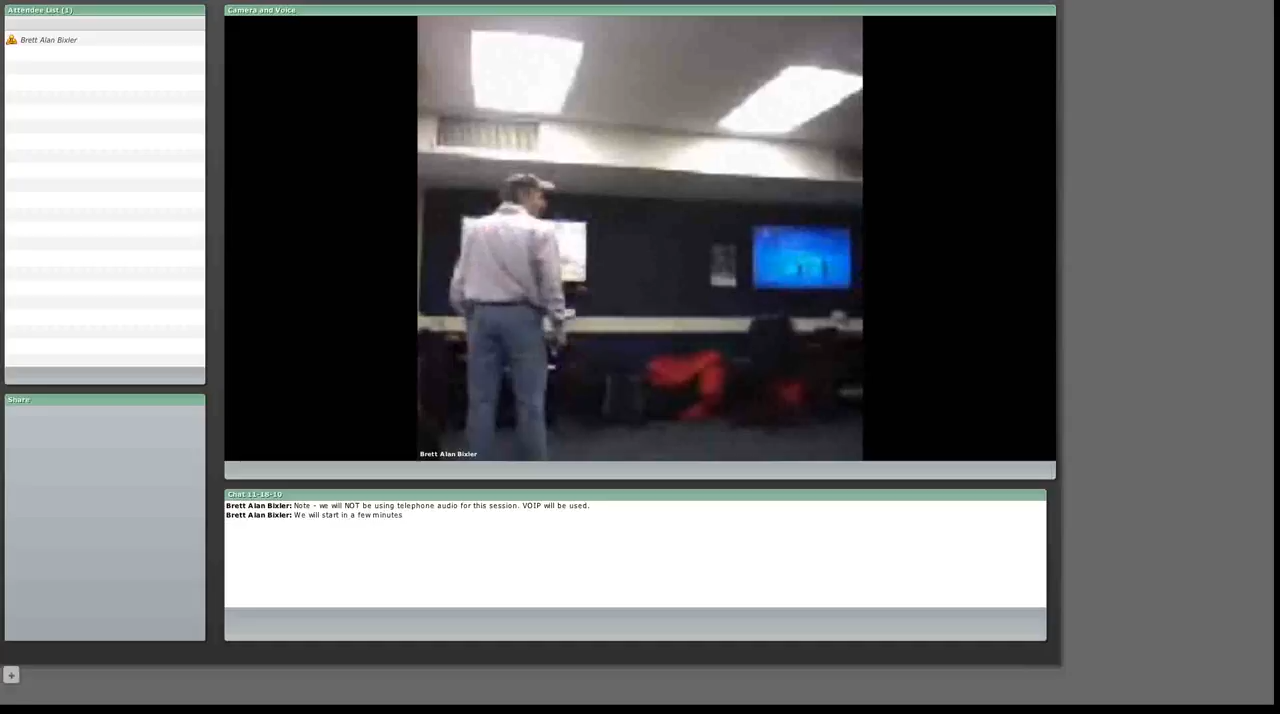 Attendee List (1)
Brett Alan Bixler
Camera and Voice
Brett Alan Bixler
Share
Chat 11-18-10
Brett Alan Bixler: Note - we will NOT be using telephone audio for this session. VOIP will be used.
Brett Alan Bixler: We will start in a few minutes